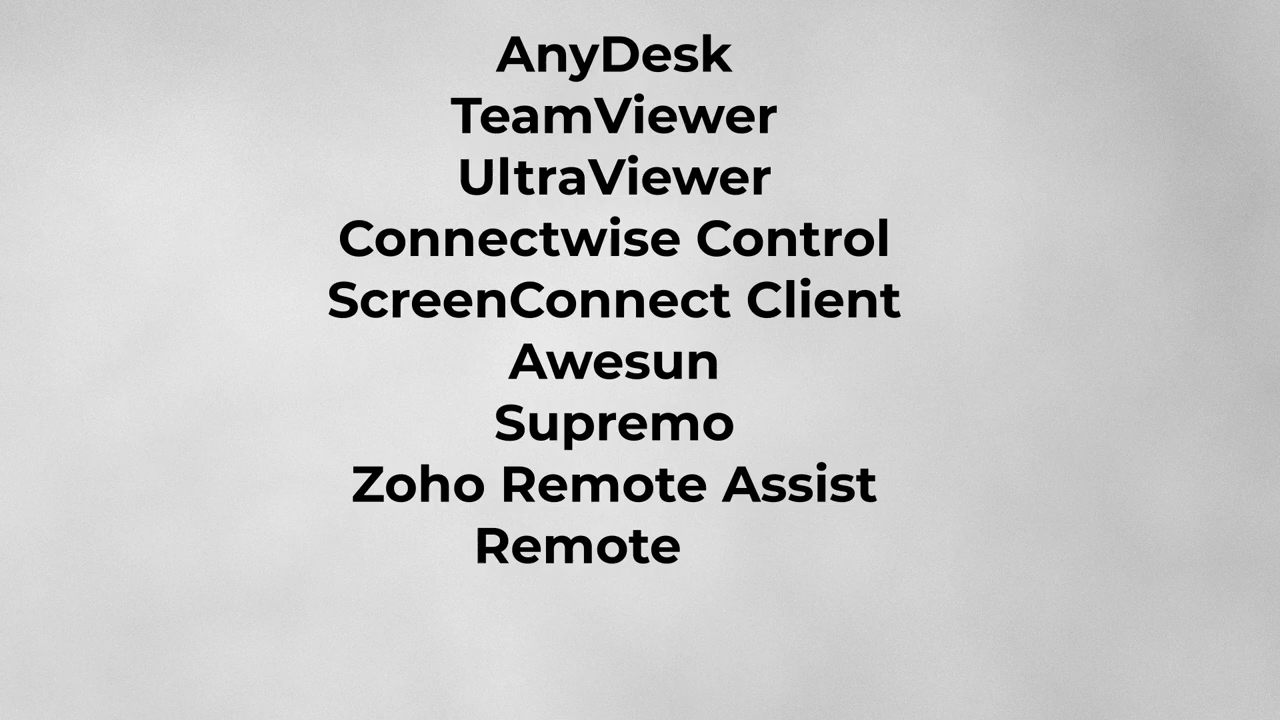 AnyDesk
TeamViewer
UltraViewer
Connectwise Control
ScreenConnect Client
Awesun
Supremo
Zoho Remote Assist
Remote